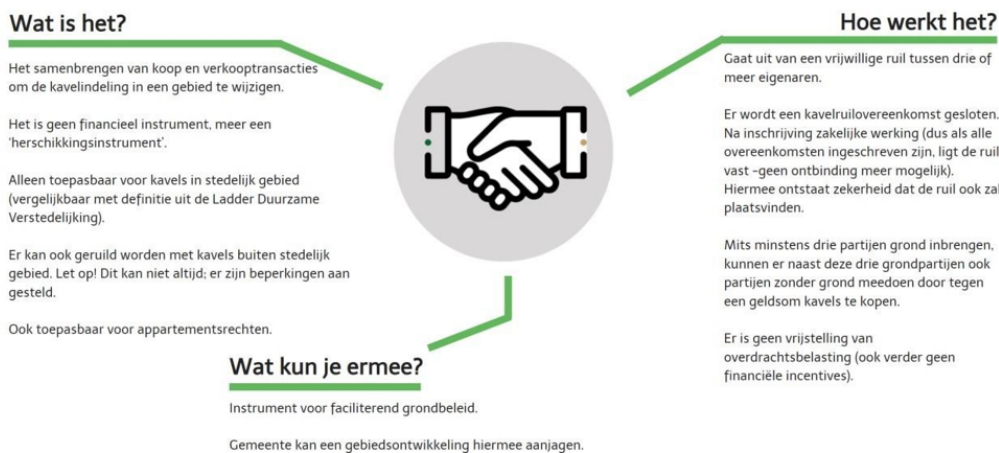 Wat is het?
Het samenbrengen van koop en verkooptransacties
om de kavelindeling in een gebied te wijzigen.
Het is geen financieel instrument, meer een
'herschikkingsinstrument'.
Alleen toepasbaar voor kavels in stedelijk gebied
(vergelijkbaar met definitie uit de Ladder Duurzame
Verstedelijking).
Er kan ook geruild worden met kavels buiten stedelijk
gebied. Let op! Dit kan niet altijd; er zijn beperkingen aan
gesteld.
Ook toepasbaar voor appartementsrechten.
Hoe werkt het?
Gaat uit van een vrijwillige ruil tussen drie of
meer eigenaren.
Er wordt een kavelruilovereenkomst gesloten.
Na inschrijving zakelijke werking (dus als alle
overeenkomsten ingeschreven zijn, ligt de ruil
vast -geen ontbinding meer mogelijk).
Hiermee ontstaat zekerheid dat de ruil ook zal
plaatsvinden.
Mits minstens drie partijen grond inbrengen,
kunnen er naast deze drie grondpartijen ook
partijen zonder grond meedoen door tegen
een geldsom kavels te kopen.
Er is geen vrijstelling van
overdrachtsbelasting (ook verder geen
financiële incentives).
Wat kun je ermee?
Instrument voor faciliterend grondbeleid.
Gemeente kan een gebiedsontwikkeling hiermee aanjagen.